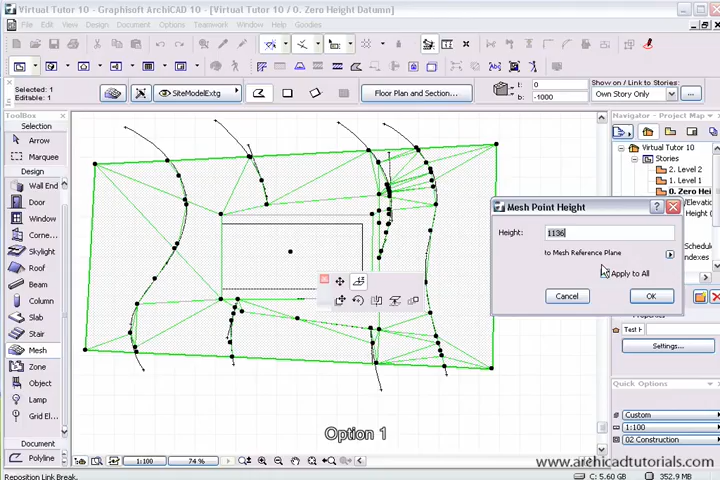 Virtual Tutor 10 - Graphisoft ArchiCAD 10 - [Virtual Tutor 10 / 0. Zero Height Datumn]
File Edit View Design Document Options Teamwork Window Help
Selected: 1
Editable: 1
SiteModelExtg
Floor Plan and Section...
t: 0
b: -1000
Show on / Link to Stories:
Own Story Only
ToolBox
Selection
Arrow
Marquee
Design
Wall End
Door
Window
Corne...
Skylight
Roof
Beam
Column
Slab
Stair
Mesh
Zone
Object
Lamp
Grid El...
Document
Polyline
Navigator - Project Map
Virtual Tutor 10
Stories
2. Level 2
1. Level 1
0. Zero He
Mesh Point Height
Height: 1136
to Mesh Reference Plane
Apply to All
Cancel
OK
Settings...
Quick Options
Custom
1:100
02 Construction
1:100
74 %
Option 1
www.archicadtutorials.com
Reposition Link Break.
C: 5.60 GB
352.9 MB